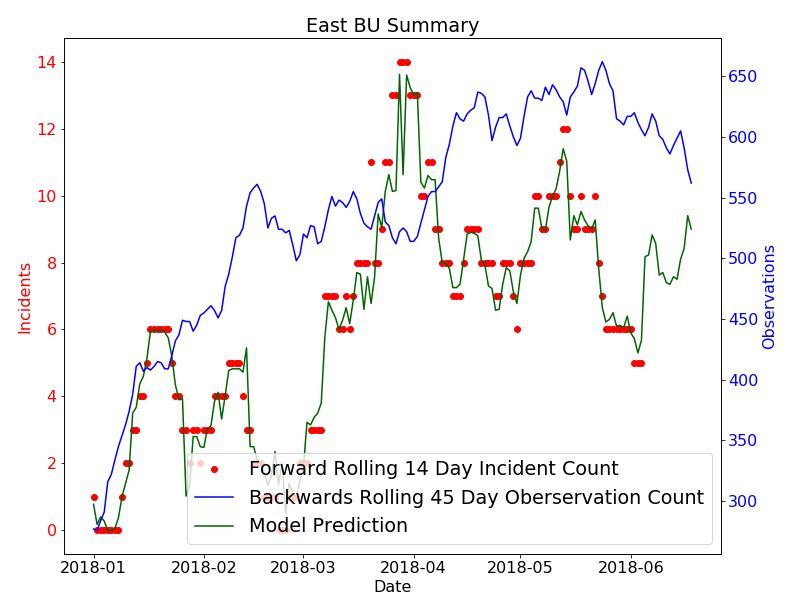 East BU Summary
14
12
10
8
6
4
2
0
Incidents
650
600
550
500
450
400
350
300
Observations
Forward Rolling 14 Day Incident Count
Backwards Rolling 45 Day Oberservation Count
Model Prediction
2018-01 2018-02 2018-03 2018-04 2018-05 2018-06
Date